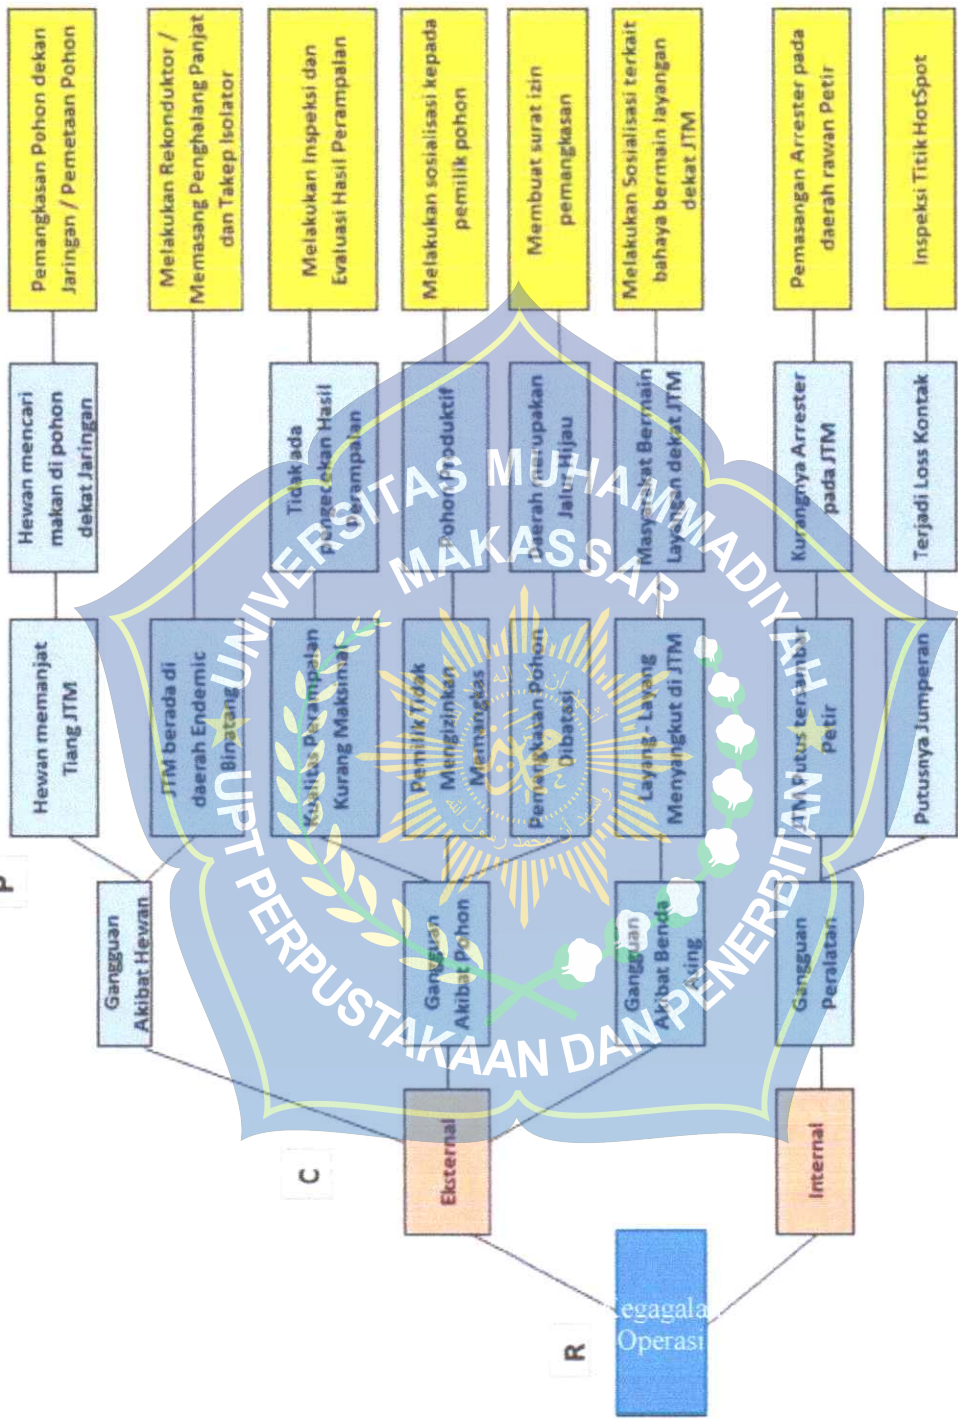 P
C
R
Kegagala
Operasi
Eksternal
Internal
Gangguan
Akibat Hewan
Gangguan
Akibat Pohon
Gangguan
Akibat Benda
Asing
Gangguan
Peralatan
Hewan memanjat
Tiang JTM
JTM berada di
daerah Endemic
Binatang
Kualitas Perampalan
Kurang Maksimal
Pemilik Tidak
Mengizinkan
Memangkas
Pemangkasan Pohon
Dibatasi
Layang - Layang
Menyangkut di JTM
JTM Putus tersambar
Petir
Putusnya Jumperan
Hewan mencari
makan di pohon
dekat Jaringan
Tidak ada
pengecekan Hasil
Perampalan
Pohon Produktif
Daerah merupakan
Jalur Hijau
Masyarakat Bermain
Layangan dekat JTM
Kurangnya Arrester
pada JTM
Terjadi Loss Kontak
Pemangkasan Pohon dekan
Jaringan / Pemetaan Pohon
Melakukan Rekonduktor /
Memasang Penghalang Panjat
dan Takep Isolator
Melakukan Inspeksi dan
Evaluasi Hasil Perampalan
Melakukan sosialisasi kepada
pemilik pohon
Membuat surat izin
pemangkasan
Melakukan Sosialisasi terkait
bahaya bermain layangan
dekat JTM
Pemasangan Arrester pada
daerah rawan Petir
Inspeksi Titik HotSpot
UNIVERSITAS MUHAMMADIYAH
MAKASSAR
UPT PERPUSTAKAAN DAN PENERBITAN